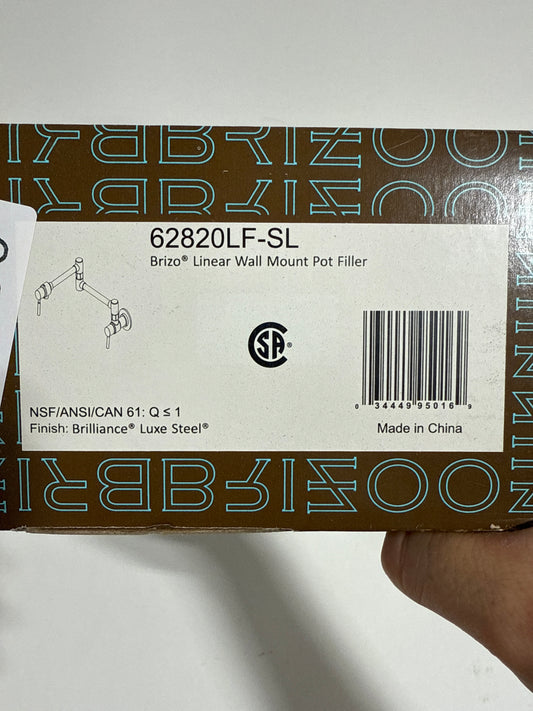 BRIZO
62820LF-SL
Brizo® Linear Wall Mount Pot Filler
CSA®
NSF/ANSI/CAN 61: Q ≤ 1
Finish: Brilliance® Luxe Steel®
0 34449 95016 9
Made in China
BRIZO